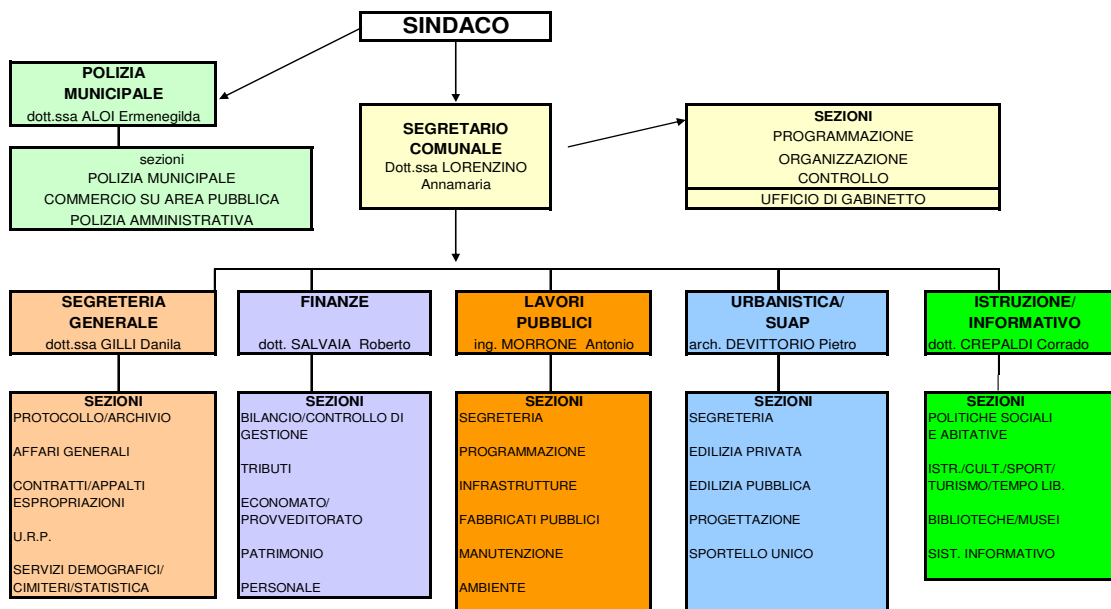 SINDACO
POLIZIA
MUNICIPALE
dott.ssa ALOI Ermenegilda
sezioni
POLIZIA MUNICIPALE
COMMERCIO SU AREA PUBBLICA
POLIZIA AMMINISTRATIVA
SEGRETARIO
COMUNALE
Dott.ssa LORENZINO
Annamaria
SEZIONI
PROGRAMMAZIONE
ORGANIZZAZIONE
CONTROLLO
UFFICIO DI GABINETTO
SEGRETERIA
GENERALE
dott.ssa GILLI Danila
SEZIONI
PROTOCOLLO/ARCHIVIO
AFFARI GENERALI
CONTRATTI/APPALTI
ESPROPRIAZIONI
U.R.P.
SERVIZI DEMOGRAFICI/
CIMITERI/STATISTICA
FINANZE
dott. SALVAIA Roberto
SEZIONI
BILANCIO/CONTROLLO DI
GESTIONE
TRIBUTI
ECONOMATO/
PROVVEDITORATO
PATRIMONIO
PERSONALE
LAVORI
PUBBLICI
ing. MORRONE Antonio
SEZIONI
SEGRETERIA
PROGRAMMAZIONE
INFRASTRUTTURE
FABBRICATI PUBBLICI
MANUTENZIONE
AMBIENTE
URBANISTICA/
SUAP
arch. DEVITTORIO Pietro
SEZIONI
SEGRETERIA
EDILIZIA PRIVATA
EDILIZIA PUBBLICA
PROGETTAZIONE
SPORTELLO UNICO
ISTRUZIONE/
INFORMATIVO
dott. CREPALDI Corrado
SEZIONI
POLITICHE SOCIALI
E ABITATIVE
ISTR./CULT./SPORT/
TURISMO/TEMPO LIB.
BIBLIOTECHE/MUSEI
SIST. INFORMATIVO